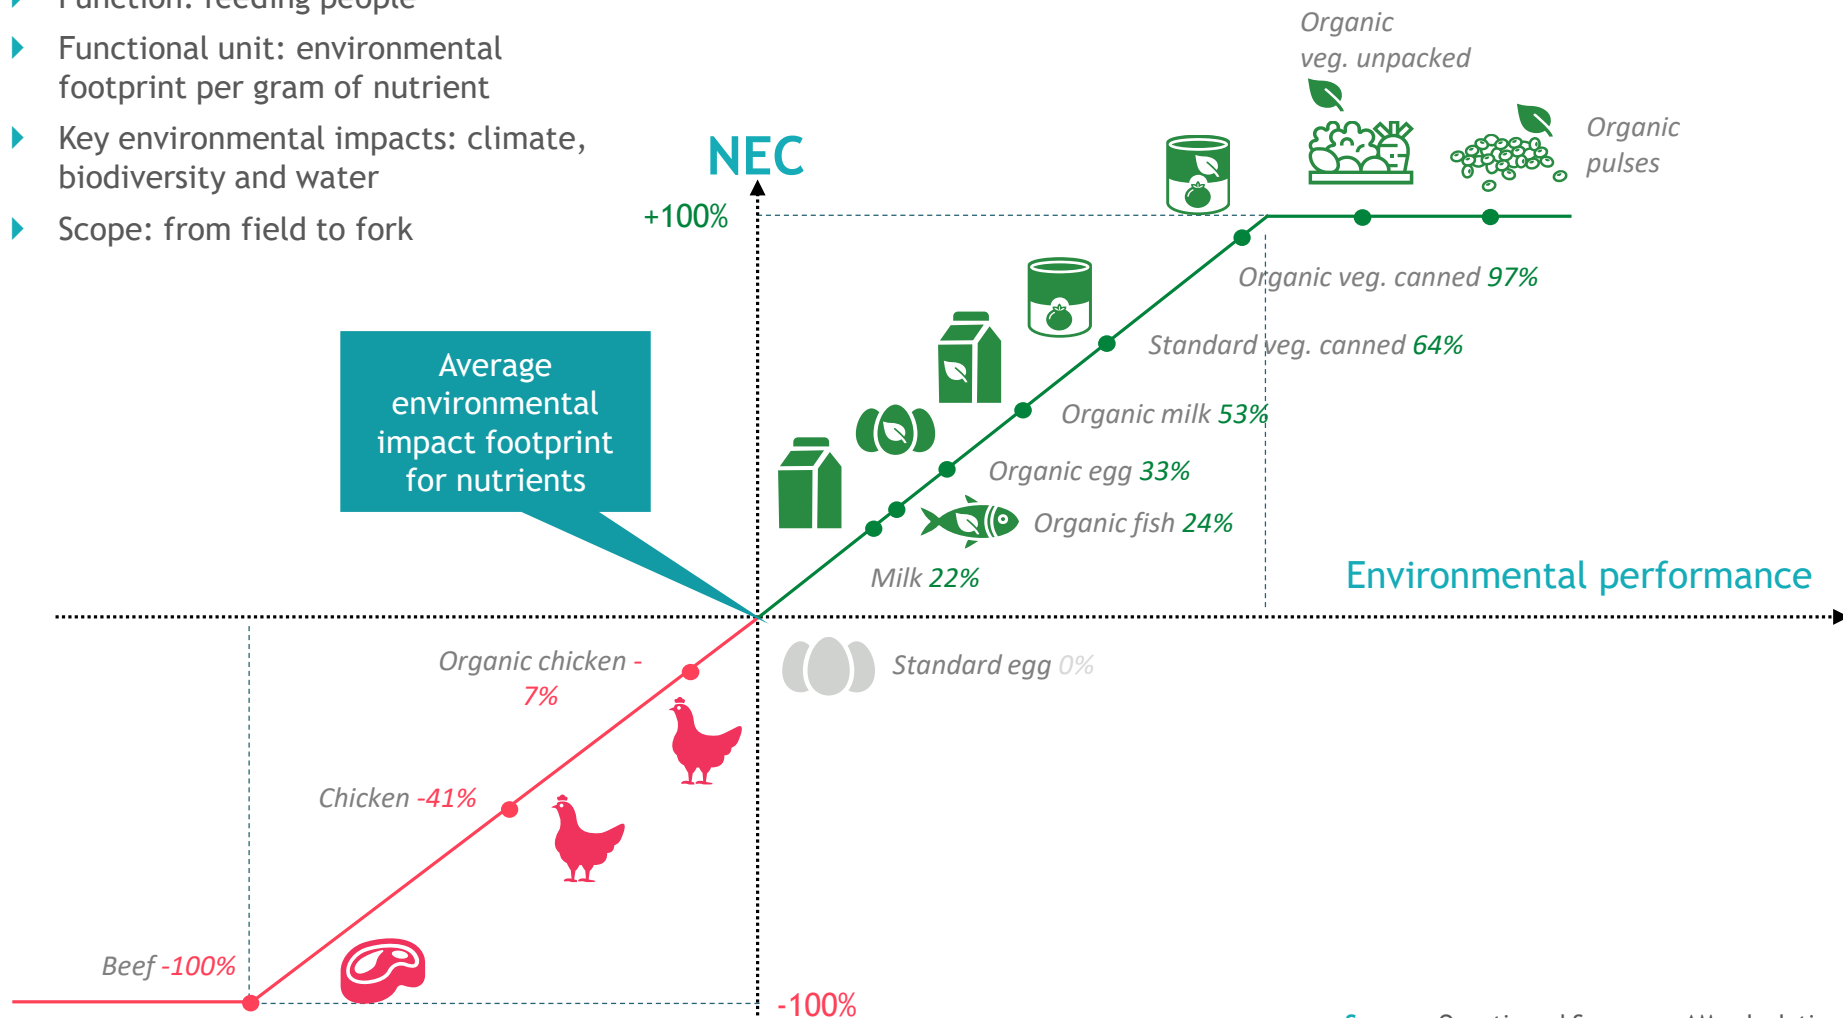 Function: feeding people
Functional unit: environmental
footprint per gram of nutrient
Key environmental impacts: climate,
biodiversity and water
Scope: from field to fork
Organic
veg. unpacked
Organic
pulses
NEC
+100%
Organic veg. canned 97%
Standard veg. canned 64%
Average
environmental
impact footprint
for nutrients
Organic milk 53%
Organic egg 33%
Organic fish 24%
Milk 22%
Environmental performance
Organic chicken -
7%
Standard egg 0%
Chicken -41%
Beef -100%
-100%